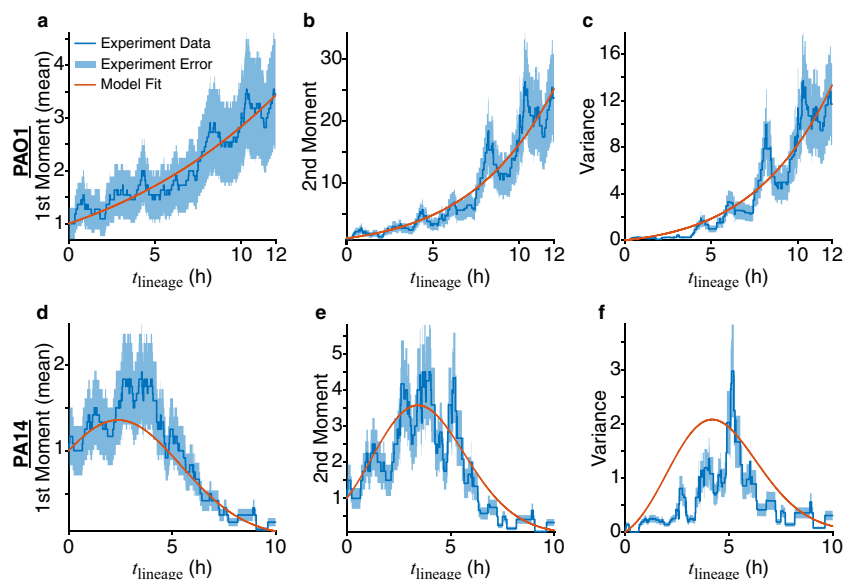 a
b
c
Experiment Data
Experiment Error
Model Fit
PAO1
1st Moment (mean)
4
3
2
1
0 5 10 12
t_lineage (h)
2nd Moment
30
20
10
0 5 10 12
t_lineage (h)
Variance
16
12
8
4
0
0 5 10 12
t_lineage (h)
d
e
f
PA14
1st Moment (mean)
2
1
0 5 10
t_lineage (h)
2nd Moment
5
4
3
2
1
0 5 10
t_lineage (h)
Variance
3
2
1
0
0 5 10
t_lineage (h)